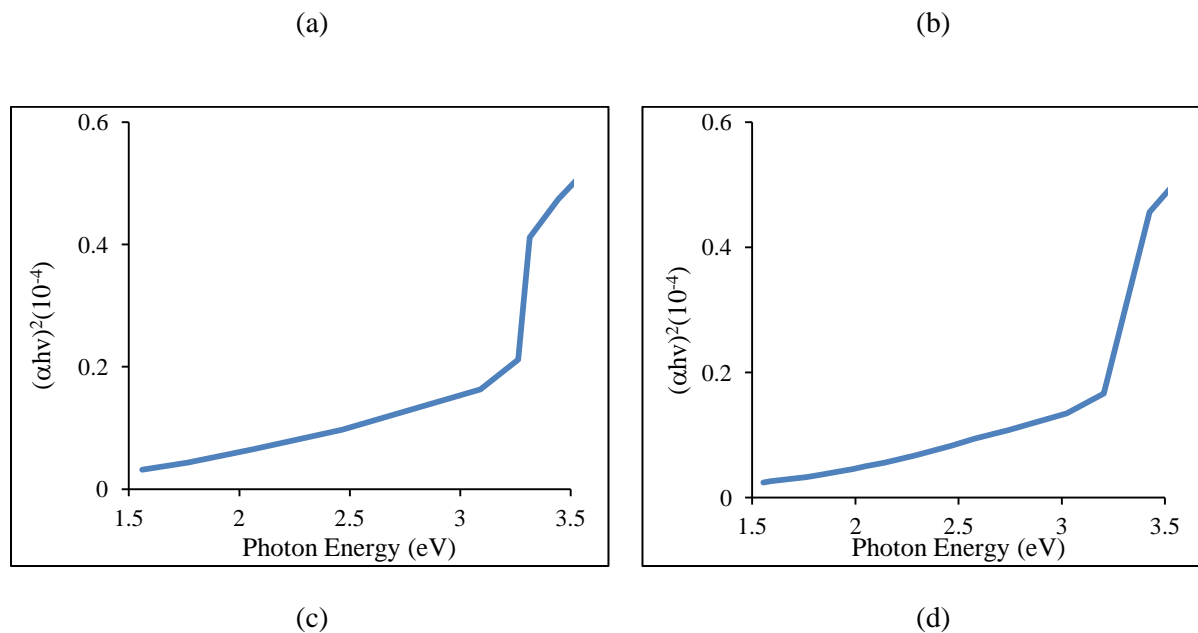 (a)
(b)
0.6
0.4
0.2
0
(αhv)²(10⁻⁴)
1.5 2 2.5 3 3.5
Photon Energy (eV)
0.6
0.4
0.2
0
(αhv)²(10⁻⁴)
1.5 2 2.5 3 3.5
Photon Energy (eV)
(c)
(d)